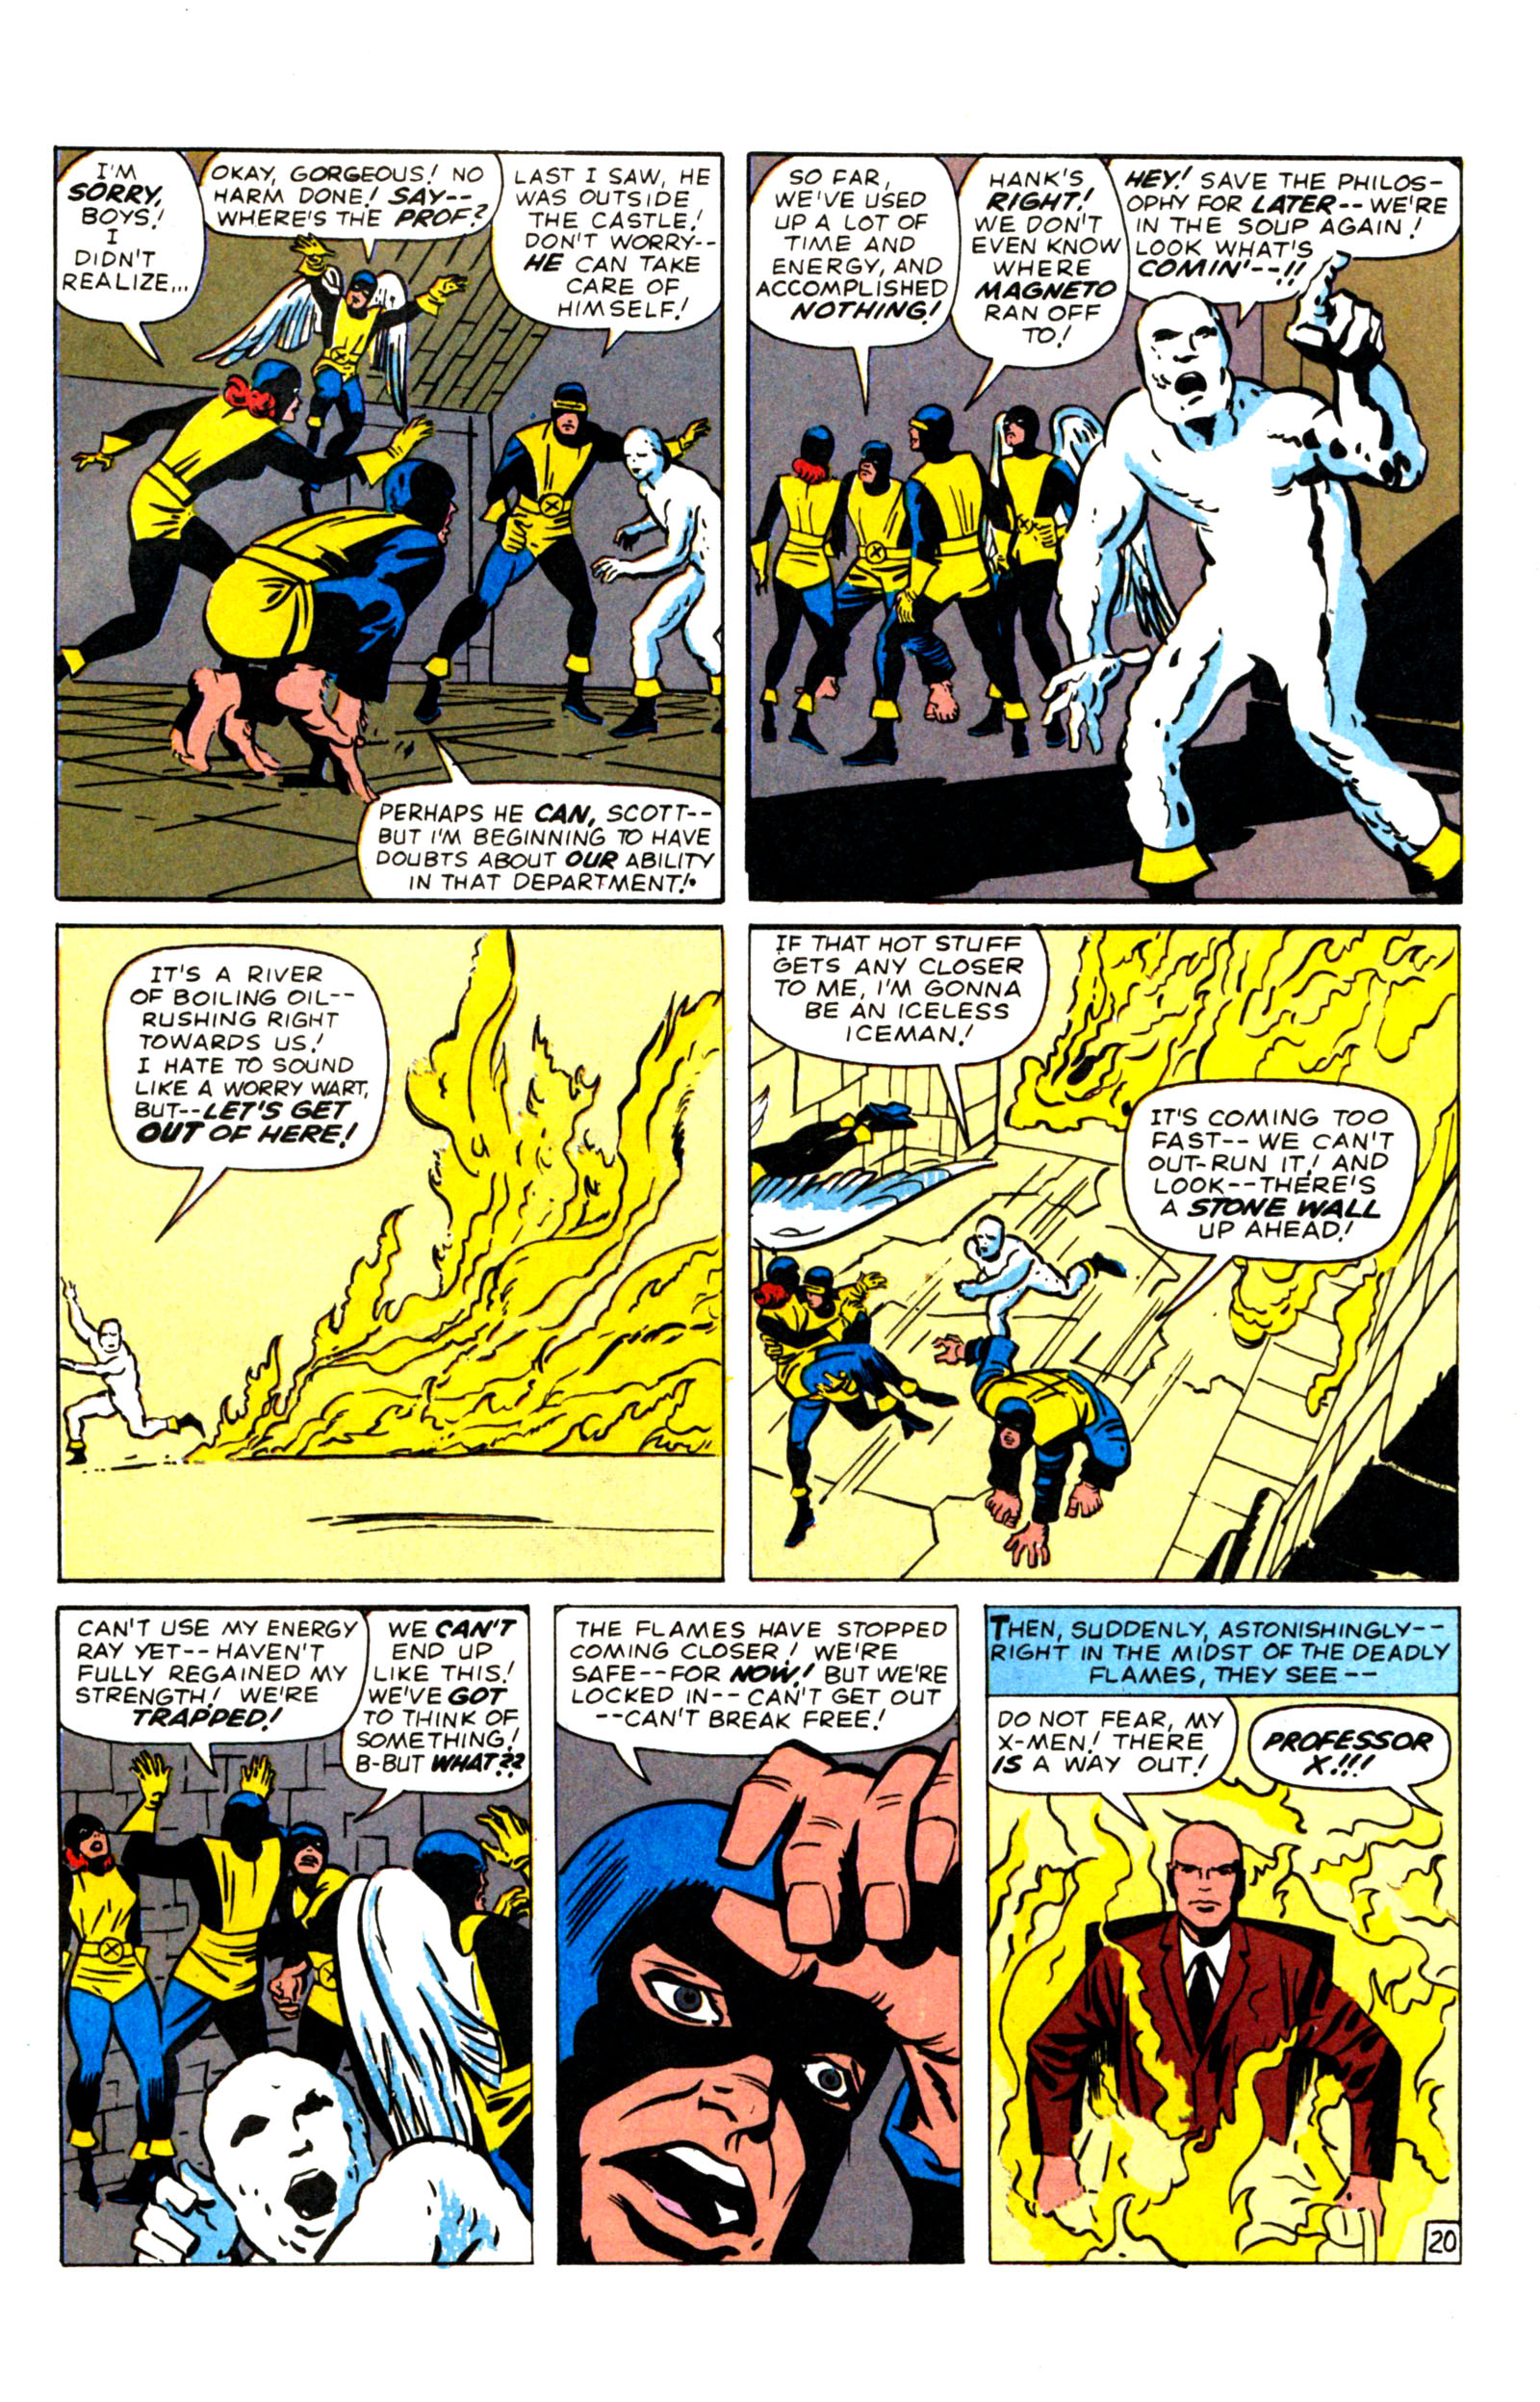 I'M
SORRY,
BOYS!
I
DIDN'T
REALIZE...
OKAY, GORGEOUS! NO
HARM DONE! SAY--
WHERE'S THE PROF?
LAST I SAW, HE
WAS OUTSIDE
THE CASTLE!
DON'T WORRY--
HE CAN TAKE
CARE OF
HIMSELF!
PERHAPS HE CAN, SCOTT--
BUT I'M BEGINNING TO HAVE
DOUBTS ABOUT OUR ABILITY
IN THAT DEPARTMENT!
SO FAR,
WE'VE USED
UP A LOT OF
TIME AND
ENERGY, AND
ACCOMPLISHED
NOTHING!
HANK'S
RIGHT!
WE DON'T
EVEN KNOW
WHERE
MAGNETO
RAN OFF
TO!
HEY! SAVE THE PHILOS-
OPHY FOR LATER-- WE'RE
IN THE SOUP AGAIN!
LOOK WHAT'S
COMIN'--!!
IT'S A RIVER
OF BOILING OIL--
RUSHING RIGHT
TOWARDS US!
I HATE TO SOUND
LIKE A WORRY WART,
BUT--LET'S GET
OUT OF HERE!
IF THAT HOT STUFF
GETS ANY CLOSER
TO ME, I'M GONNA
BE AN ICELESS
ICEMAN!
IT'S COMING TOO
FAST-- WE CAN'T
OUT-RUN IT! AND
LOOK--THERE'S
A STONE WALL
UP AHEAD!
CAN'T USE MY ENERGY
RAY YET-- HAVEN'T
FULLY REGAINED MY
STRENGTH! WE'RE
TRAPPED!
WE CAN'T
END UP
LIKE THIS!
WE'VE GOT
TO THINK OF
SOMETHING!
B-BUT WHAT??
THE FLAMES HAVE STOPPED
COMING CLOSER! WE'RE
SAFE--FOR NOW! BUT WE'RE
LOCKED IN-- CAN'T GET OUT
--CAN'T BREAK FREE!
THEN, SUDDENLY, ASTONISHINGLY--
RIGHT IN THE MIDST OF THE DEADLY
FLAMES, THEY SEE --
DO NOT FEAR, MY
X-MEN! THERE
IS A WAY OUT!
PROFESSOR
X!!!
20